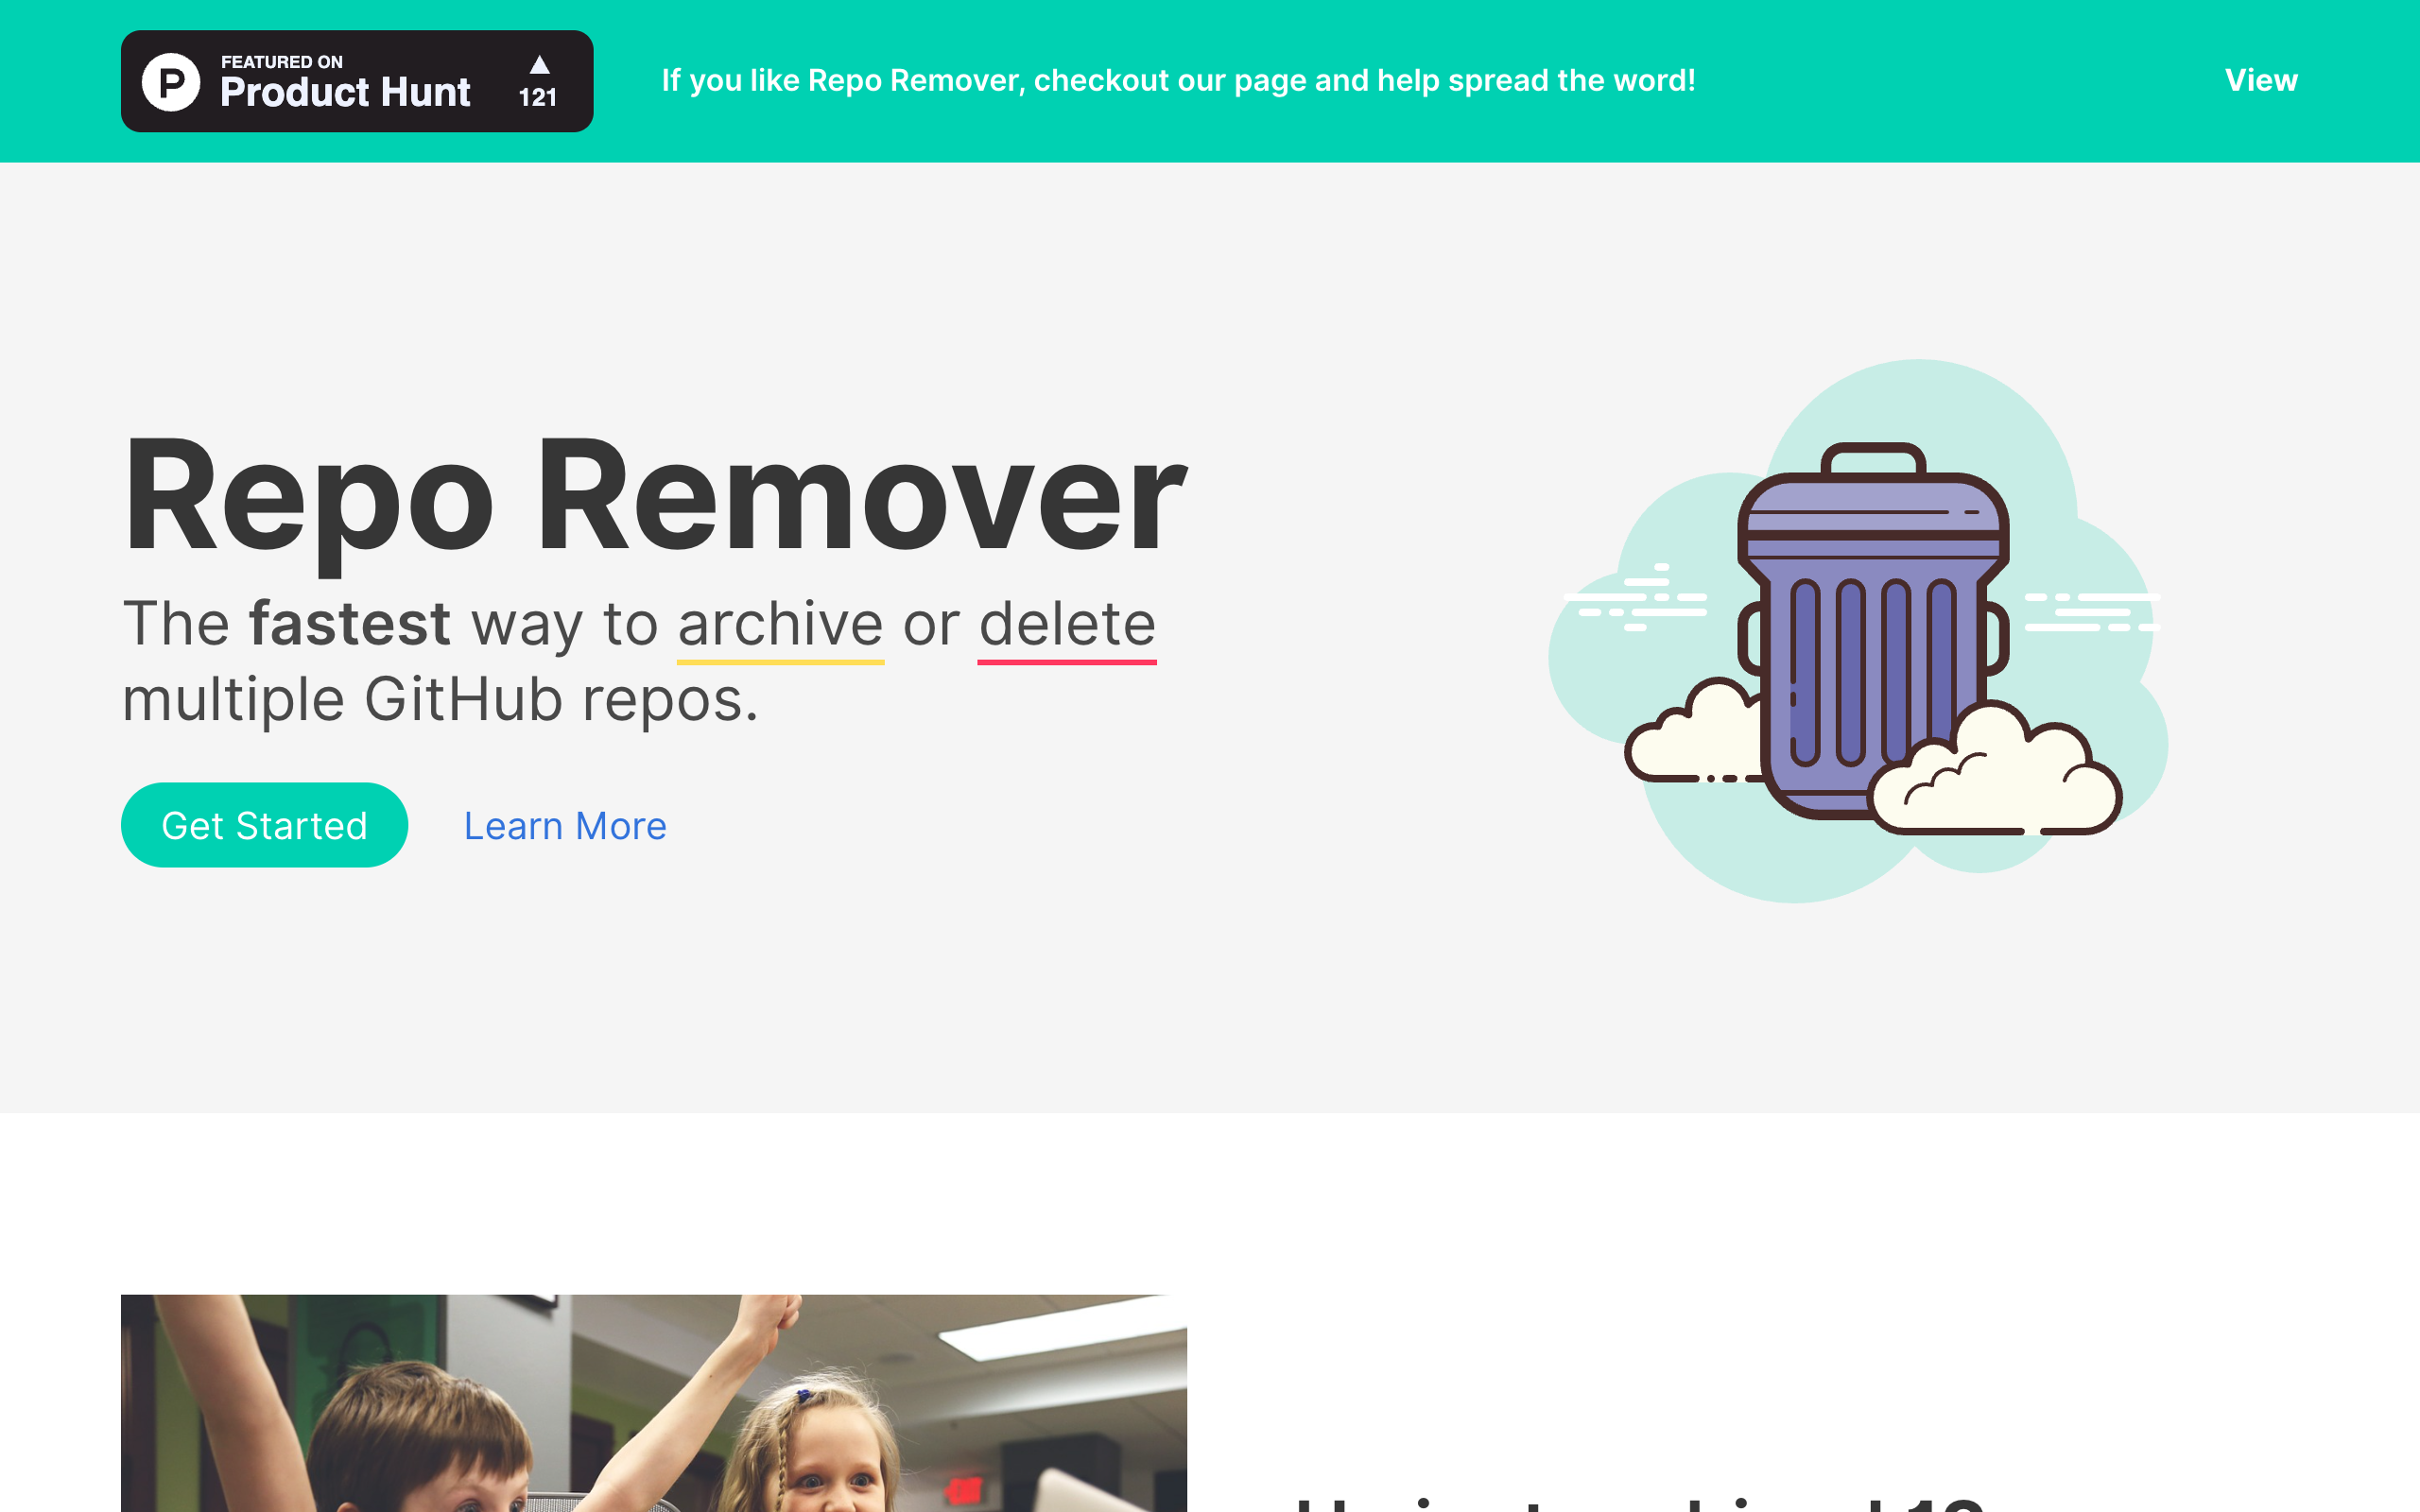 FEATURED ON
Product Hunt
121
If you like Repo Remover, checkout our page and help spread the word!
View
Repo Remover
The fastest way to archive or delete
multiple GitHub repos.
Get Started
Learn More